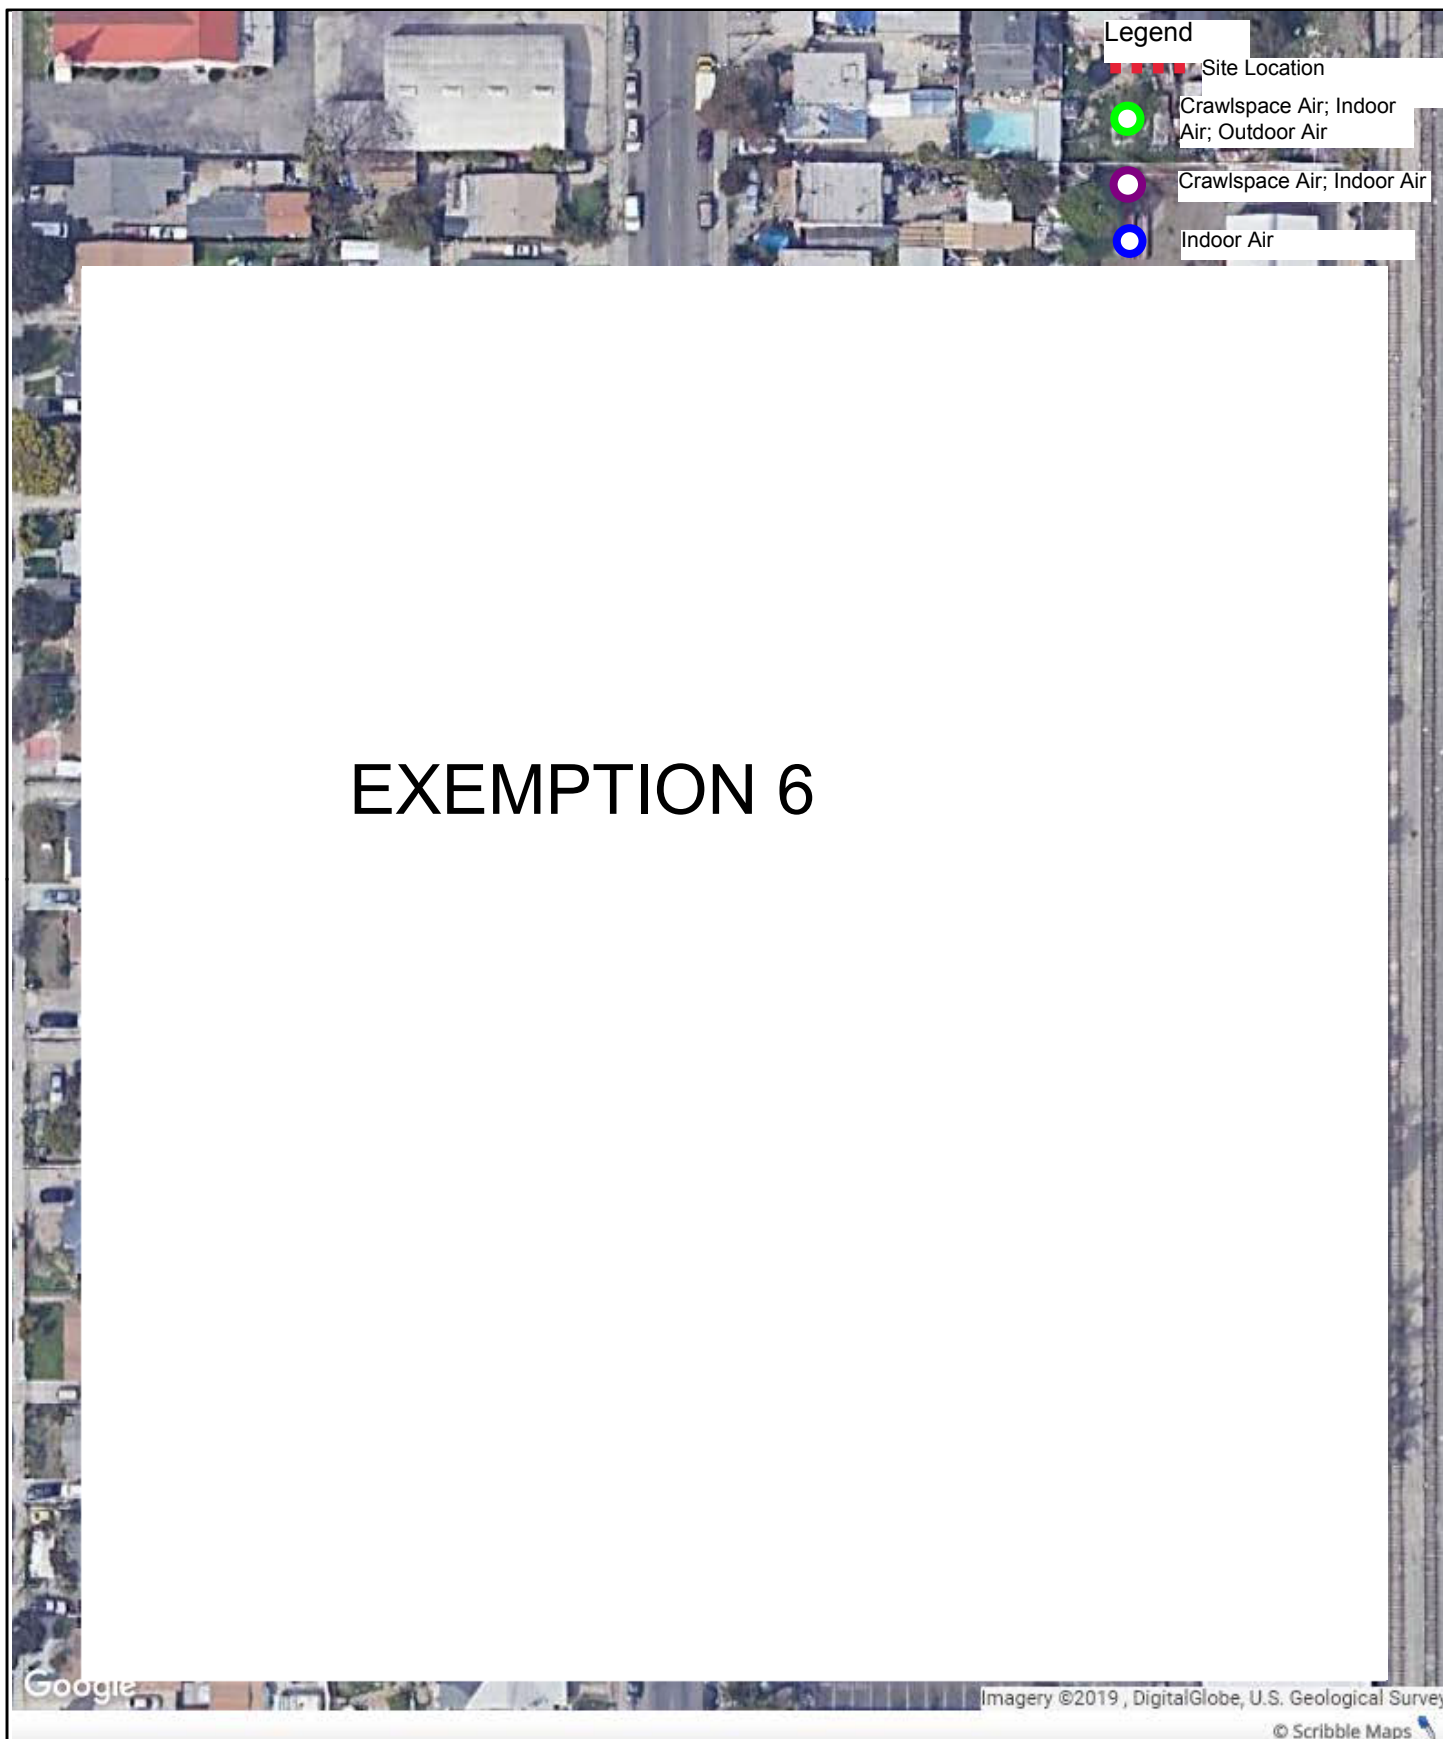 Legend
Site Location
Crawlspace Air; Indoor
Air; Outdoor Air
Crawlspace Air; Indoor Air
Indoor Air
EXEMPTION 6
Google
Imagery ©2019 , DigitalGlobe, U.S. Geological Survey
© Scribble Maps